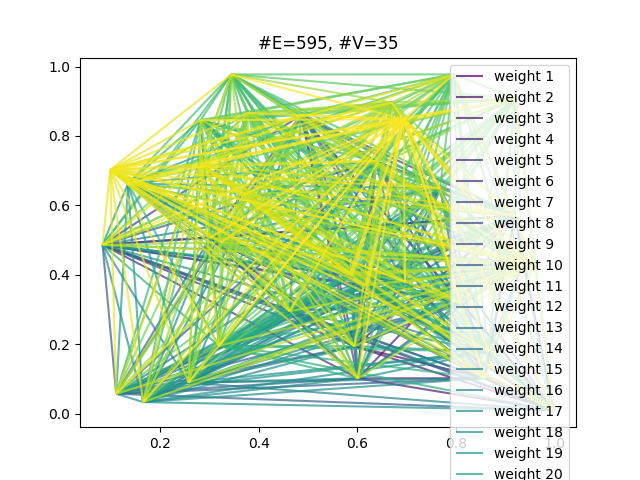 #E=595, #V=35
1.0
0.8
0.6
0.4
0.2
0.0
0.2
0.4
0.6
0.8
1.0
weight 1
weight 2
weight 3
weight 4
weight 5
weight 6
weight 7
weight 8
weight 9
weight 10
weight 11
weight 12
weight 13
weight 14
weight 15
weight 16
weight 17
weight 18
weight 19
weight 20